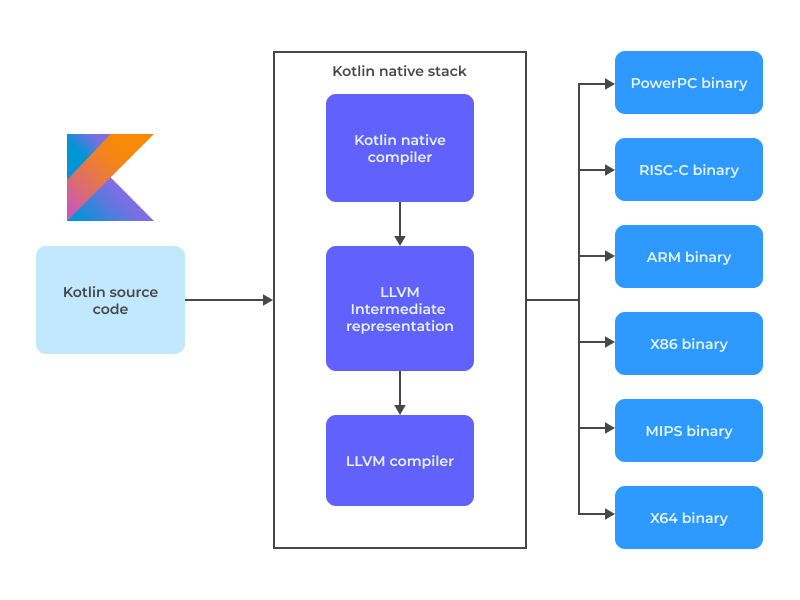 Kotlin source
code
Kotlin native stack
Kotlin native
compiler
LLVM
Intermediate
representation
LLVM compiler
PowerPC binary
RISC-C binary
ARM binary
X86 binary
MIPS binary
X64 binary